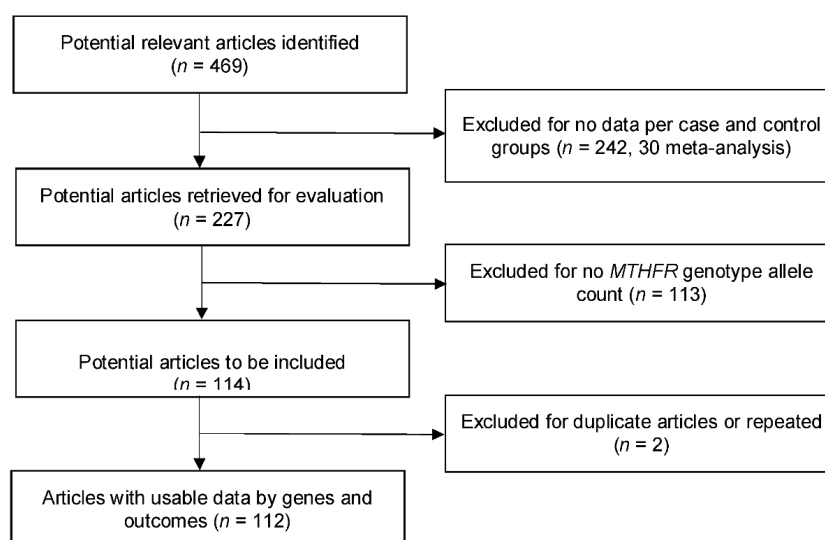 Potential relevant articles identified
(n = 469)
Excluded for no data per case and control
groups (n = 242, 30 meta-analysis)
Potential articles retrieved for evaluation
(n = 227)
Excluded for no MTHFR genotype allele
count (n = 113)
Potential articles to be included
(n = 114)
Excluded for duplicate articles or repeated
(n = 2)
Articles with usable data by genes and
outcomes (n = 112)